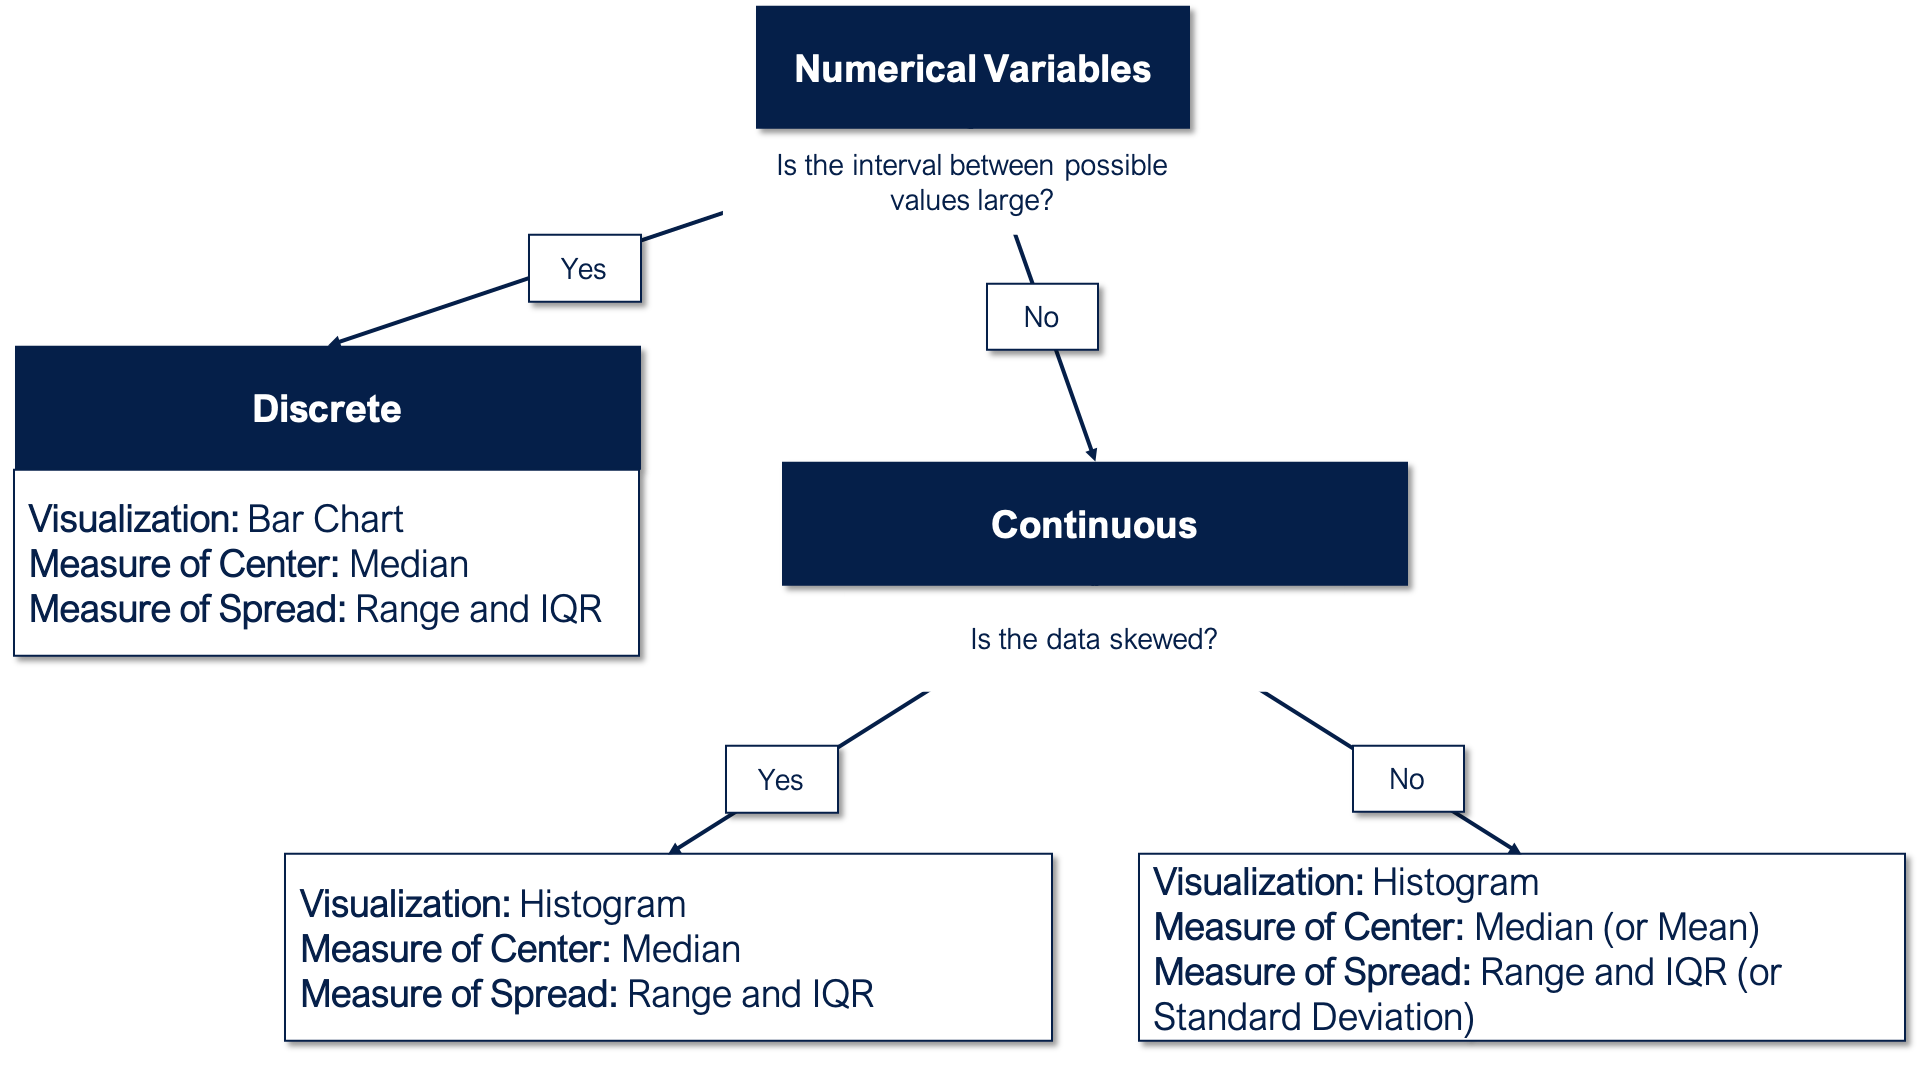 Numerical Variables
Is the interval between possible
values large?
Yes
No
Discrete
Visualization: Bar Chart
Measure of Center: Median
Measure of Spread: Range and IQR
Continuous
Is the data skewed?
Yes
No
Visualization: Histogram
Measure of Center: Median
Measure of Spread: Range and IQR
Visualization: Histogram
Measure of Center: Median (or Mean)
Measure of Spread: Range and IQR (or
Standard Deviation)